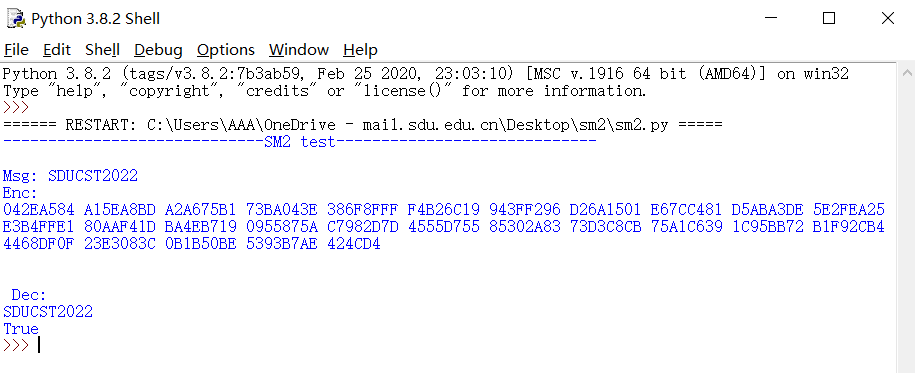 Python 3.8.2 Shell
File Edit Shell Debug Options Window Help
Python 3.8.2 (tags/v3.8.2:7b3ab59, Feb 25 2020, 23:03:10) [MSC v.1916 64 bit (AMD64)] on win32
Type "help", "copyright", "credits" or "license()" for more information.
>>>
====== RESTART: C:\Users\AAA\OneDrive - mail.sdu.edu.cn\Desktop\sm2\sm2.py =====
-----------------------------SM2 test-----------------------------
Msg: SDUCST2022
Enc:
042EA584 A15EA8BD A2A675B1 73BA043E 386F8FFF F4B26C19 943FF296 D26A1501 E67CC481 D5ABA3DE 5E2FEA25
E3B4FFE1 80AAF41D BA4EB719 0955875A C7982D7D 4555D755 85302A83 73D3C8CB 75A1C639 1C95BB72 B1F92CB4
4468DF0F 23E3083C 0B1B50BE 5393B7AE 424CD4
Dec:
SDUCST2022
True
>>>